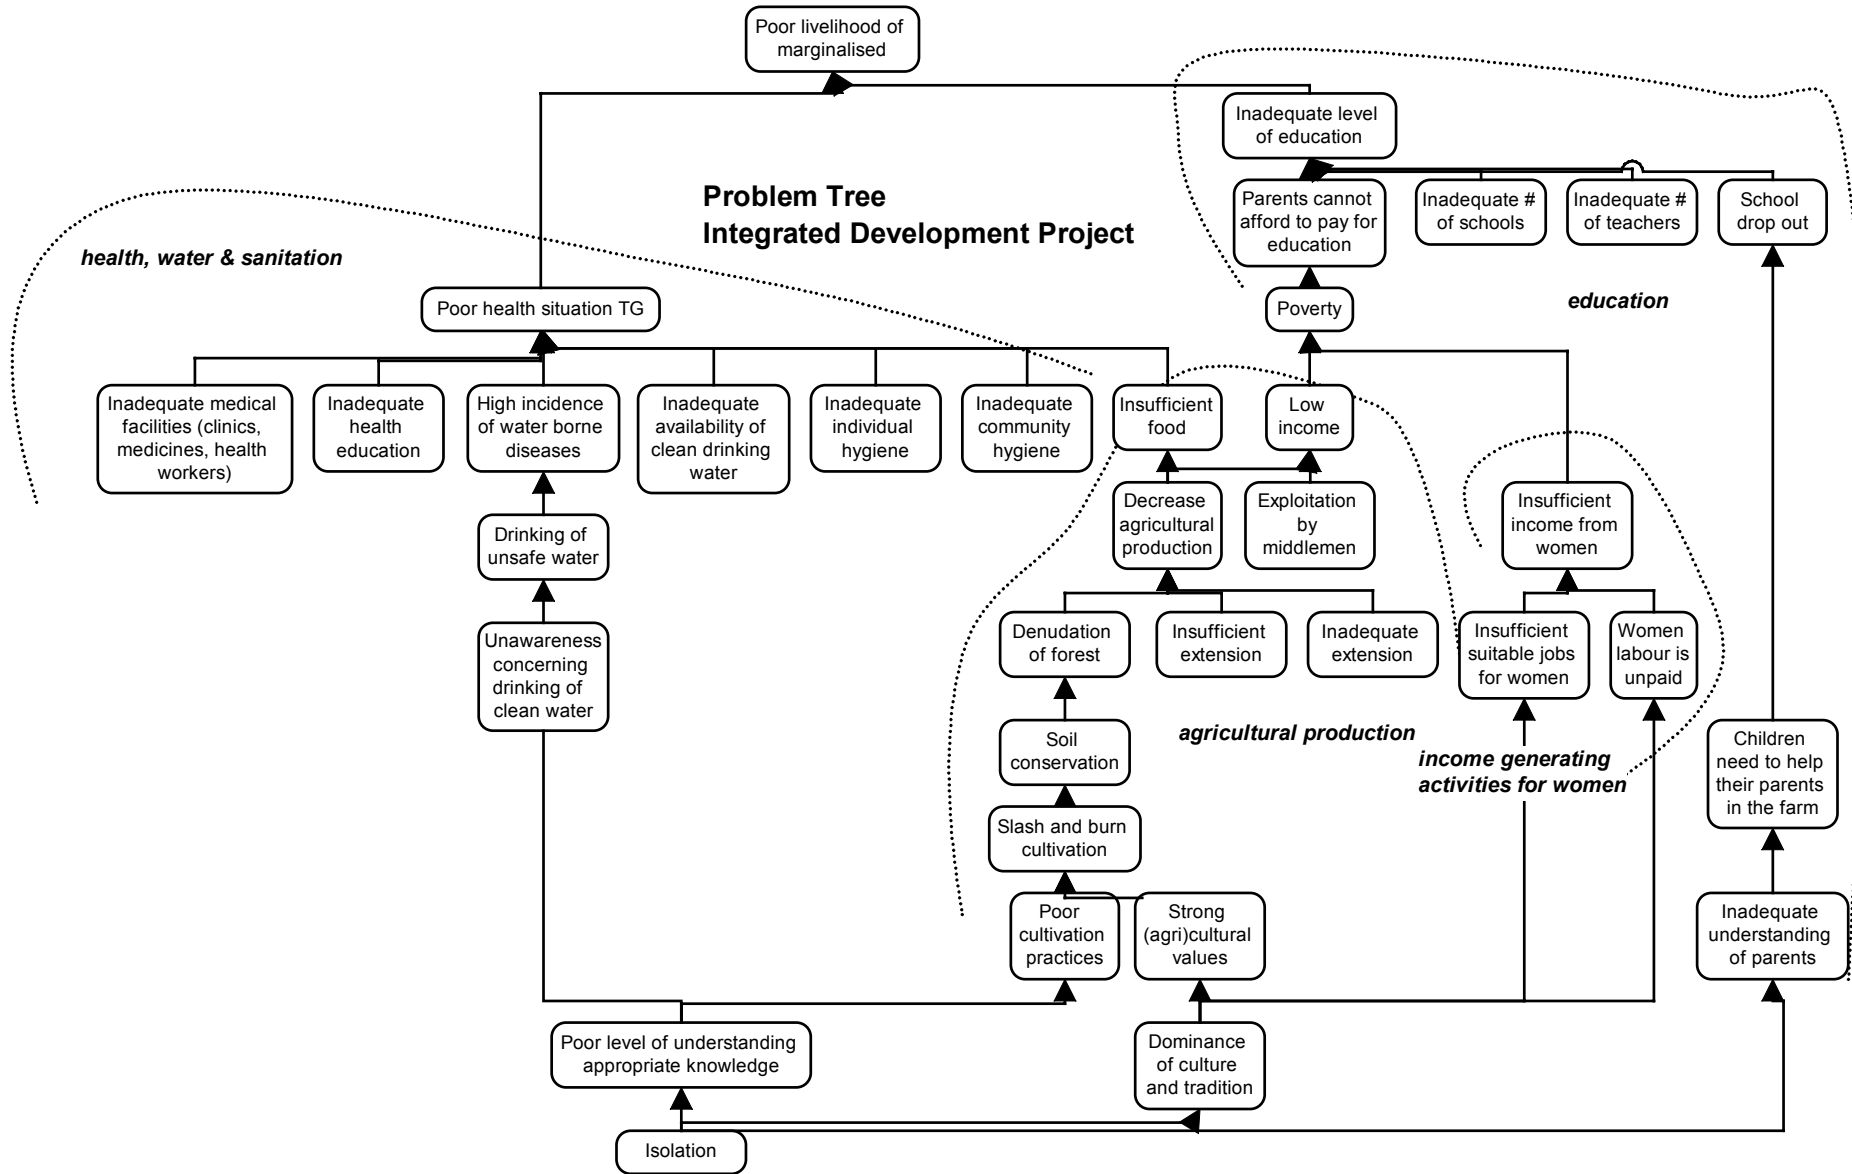 Poor livelihood of
marginalised
Inadequate level
of education
Problem Tree
Integrated Development Project
Parents cannot
afford to pay for
education
Inadequate #
of schools
Inadequate #
of teachers
School
drop out
health, water & sanitation
education
Poor health situation TG
Poverty
Inadequate medical
facilities (clinics,
medicines, health
workers)
Inadequate
health
education
High incidence
of water borne
diseases
Inadequate
availability of
clean drinking
water
Inadequate
individual
hygiene
Inadequate
community
hygiene
Insufficient
food
Low
income
Drinking of
unsafe water
Decrease
agricultural
production
Exploitation
by
middlemen
Insufficient
income from
women
Unawareness
concerning
drinking of
clean water
Denudation
of forest
Insufficient
extension
Inadequate
extension
Insufficient
suitable jobs
for women
Women
labour is
unpaid
Soil
conservation
agricultural production
income generating
activities for women
Children
need to help
their parents
in the farm
Slash and burn
cultivation
Poor
cultivation
practices
Strong
(agri)cultural
values
Inadequate
understanding
of parents
Poor level of understanding
appropriate knowledge
Dominance
of culture
and tradition
Isolation